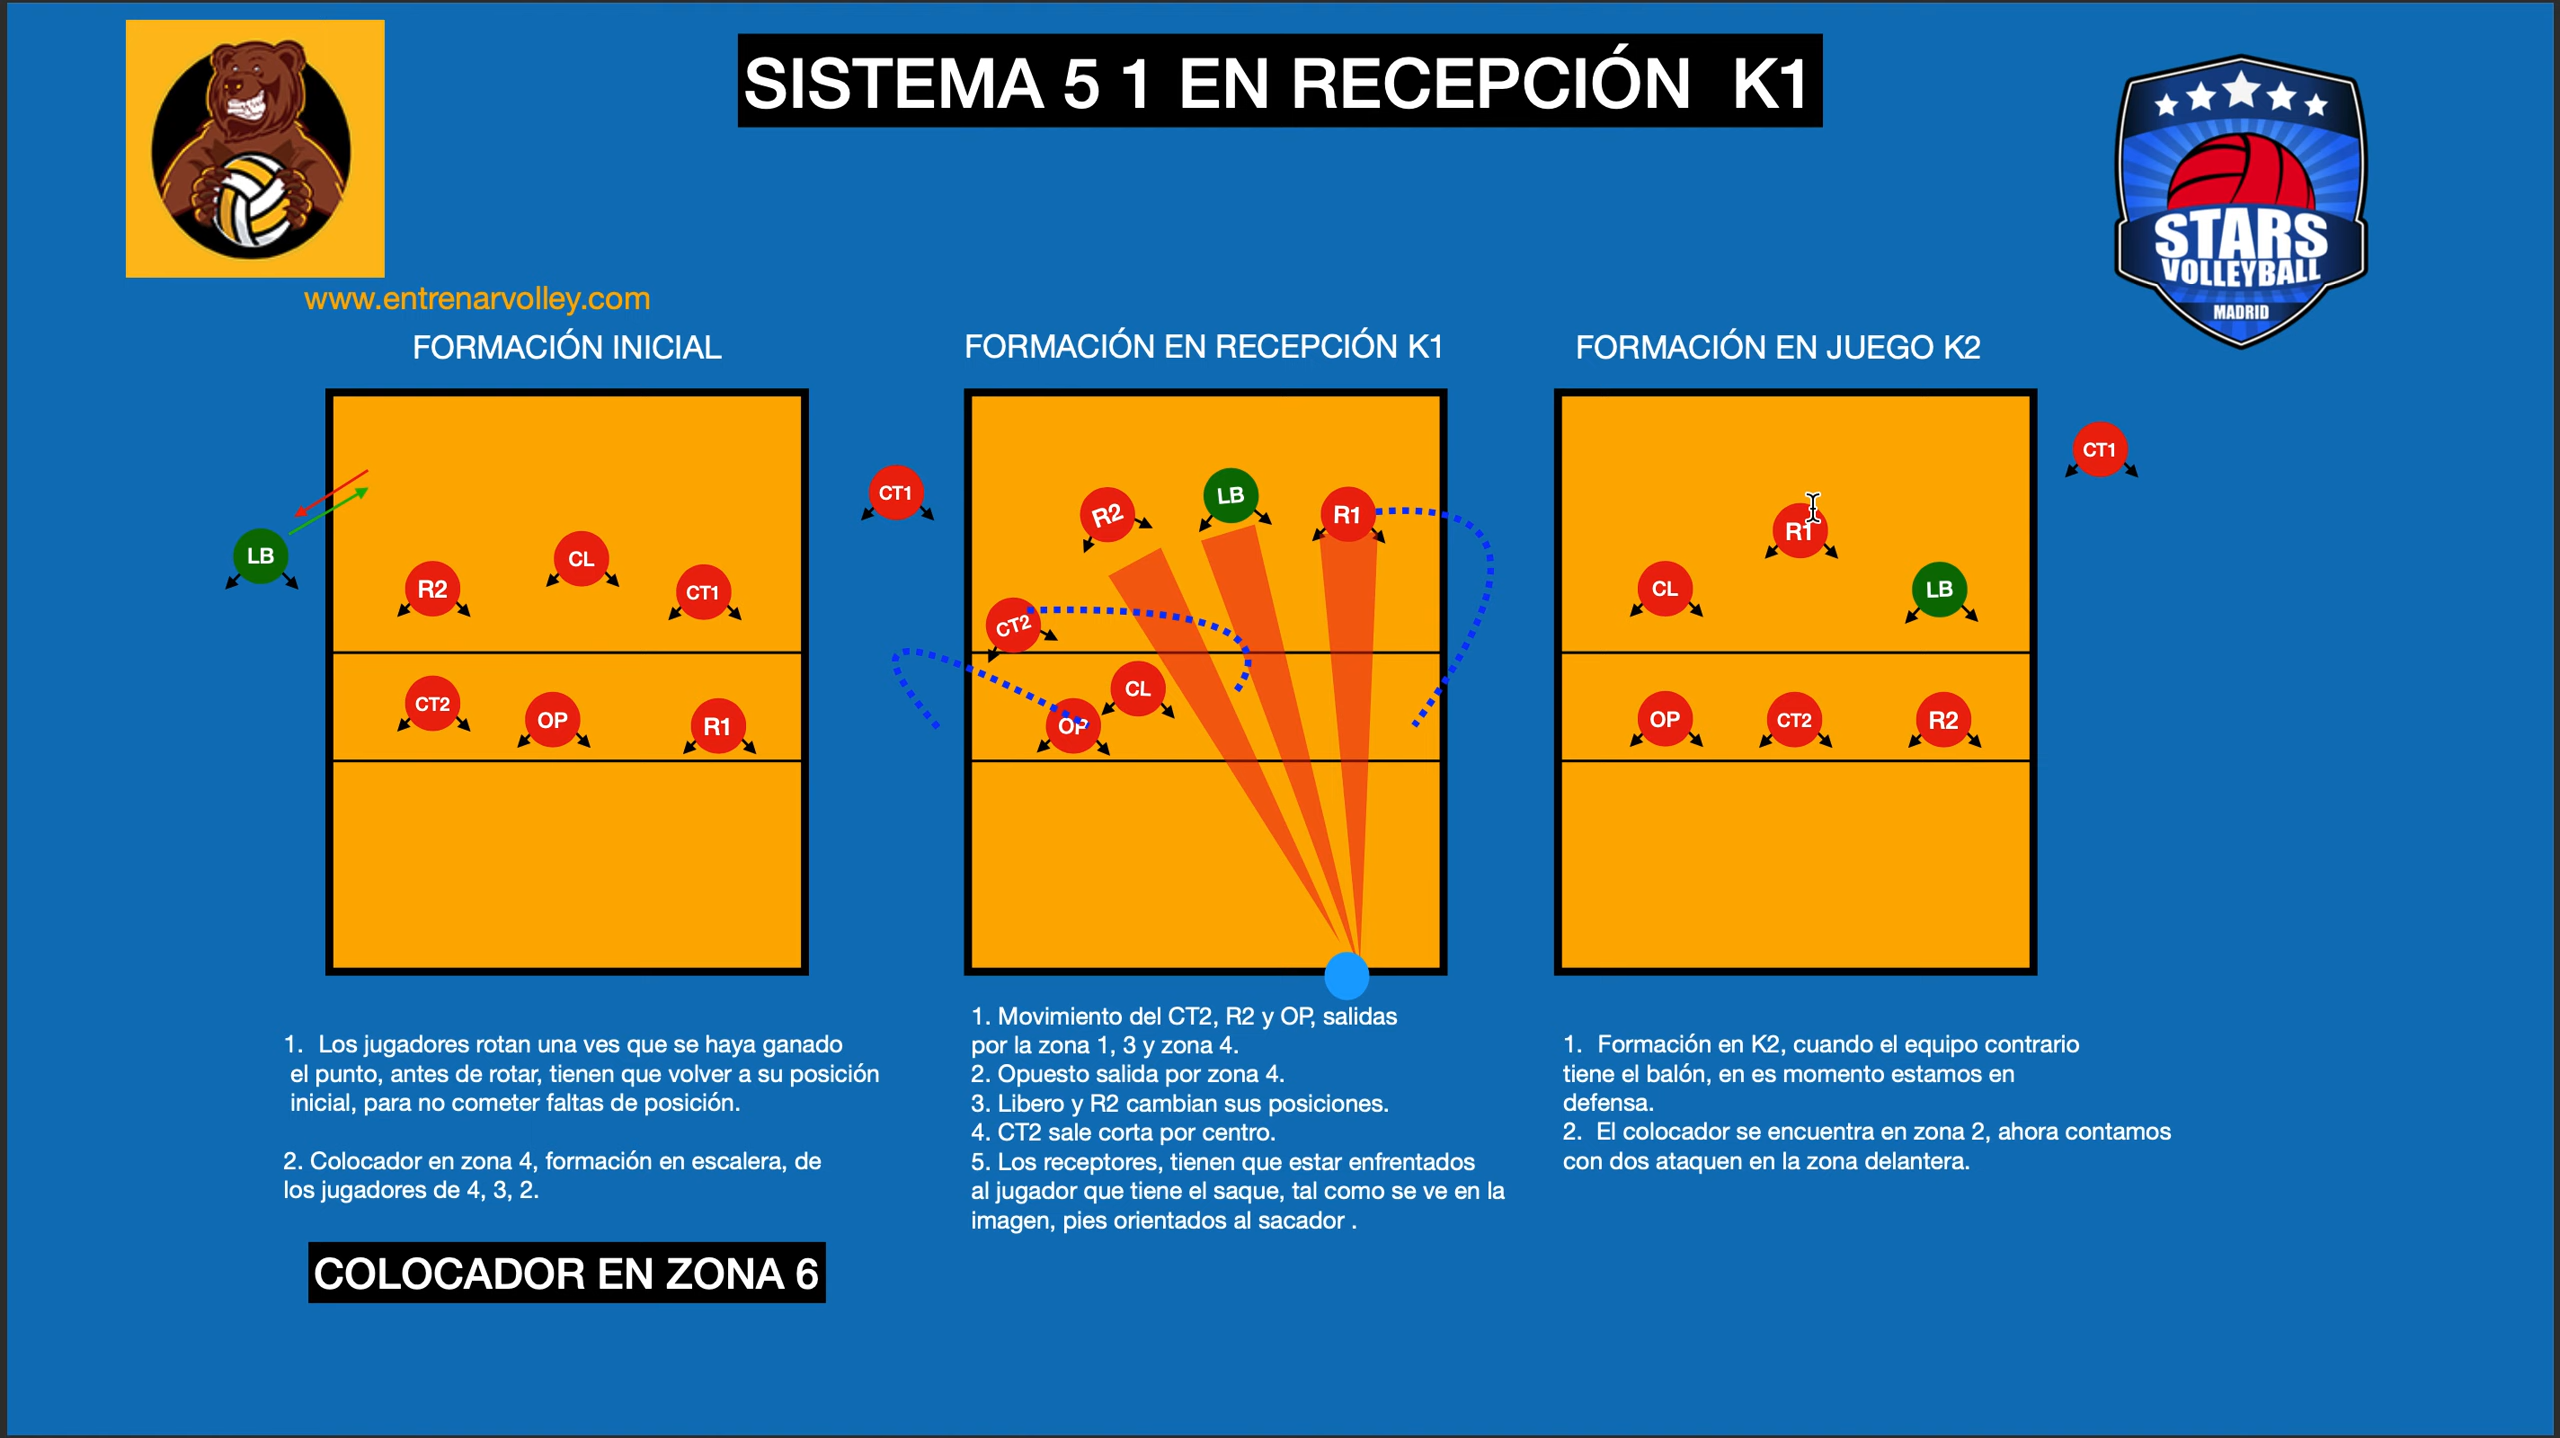 SISTEMA 5 1 EN RECEPCIÓN K1
STARS
VOLLEYBALL
MADRID
www.entrenarvolley.com
FORMACIÓN INICIAL
FORMACIÓN EN RECEPCIÓN K1
FORMACIÓN EN JUEGO K2
LB
R2
CL
CT1
CT2
OP
R1
CT1
R2
LB
R1
CT2
CL
OP
CT1
R1
CL
LB
OP
CT2
R2
1. Los jugadores rotan una ves que se haya ganado
el punto, antes de rotar, tienen que volver a su posición
inicial, para no cometer faltas de posición.
2. Colocador en zona 4, formación en escalera, de
los jugadores de 4, 3, 2.
COLOCADOR EN ZONA 6
1. Movimiento del CT2, R2 y OP, salidas
por la zona 1, 3 y zona 4.
2. Opuesto salida por zona 4.
3. Libero y R2 cambian sus posiciones.
4. CT2 sale corta por centro.
5. Los receptores, tienen que estar enfrentados
al jugador que tiene el saque, tal como se ve en la
imagen, pies orientados al sacador .
1. Formación en K2, cuando el equipo contrario
tiene el balón, en es momento estamos en
defensa.
2. El colocador se encuentra en zona 2, ahora contamos
con dos ataquen en la zona delantera.